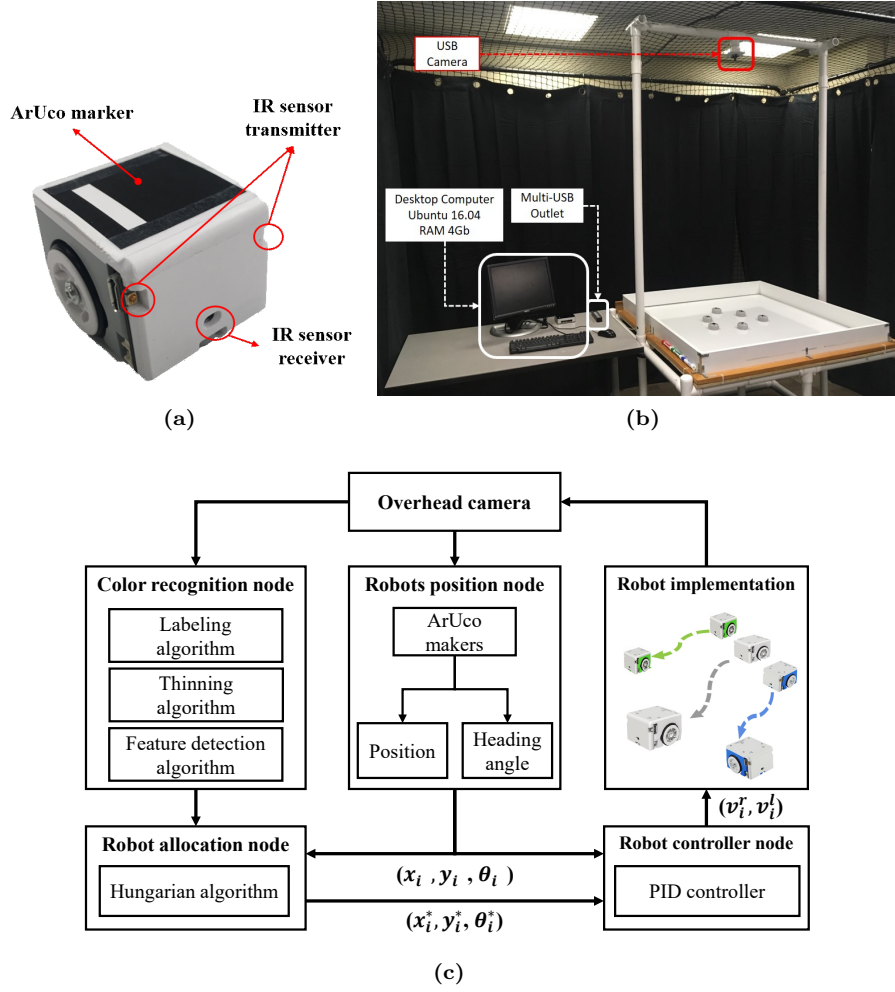 ArUco marker
IR sensor
transmitter
IR sensor
receiver
(a)
USB
Camera
Desktop Computer
Ubuntu 16.04
RAM 4Gb
Multi-USB
Outlet
(b)
Overhead camera
Color recognition node
Labeling
algorithm
Thinning
algorithm
Feature detection
algorithm
Robots position node
ArUco
makers
Position
Heading
angle
Robot implementation
(v_i^r, v_i^l)
Robot allocation node
Hungarian algorithm
(x_i , y_i , θ_i )
(x_i^*, y_i^*, θ_i^*)
Robot controller node
PID controller
(c)